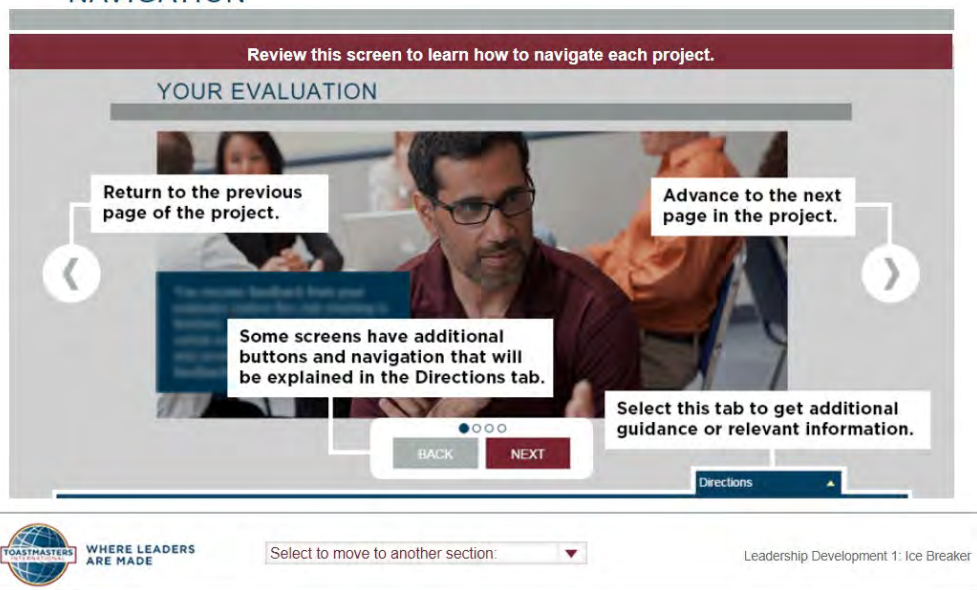 NAVIGATION
Review this screen to learn how to navigate each project.
YOUR EVALUATION
Return to the previous
page of the project.
Advance to the next
page in the project.
Some screens have additional
buttons and navigation that will
be explained in the Directions tab.
Select this tab to get additional
guidance or relevant information.
BACK
NEXT
Directions
TOASTMASTERS
INTERNATIONAL
WHERE LEADERS
ARE MADE
Select to move to another section:
Leadership Development 1: Ice Breaker